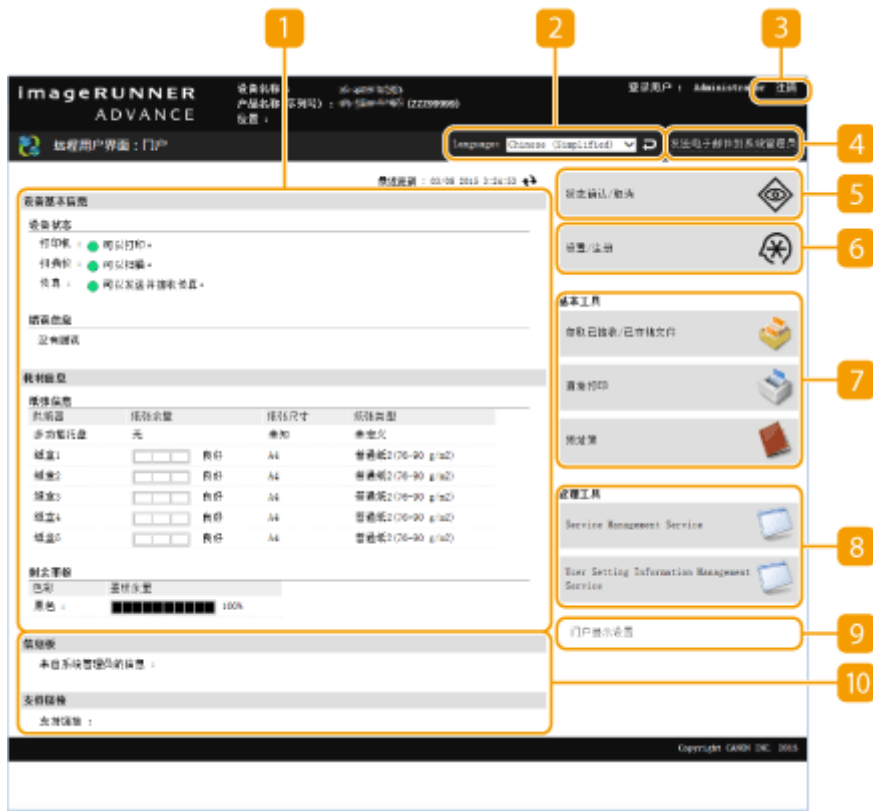 1
2
3
imageRUNNER
ADVANCE
设备名称：
产品名称(序列号)：(ZZZ99999)
位置：
登录用户： Administrator 注销
远程用户界面：门户
Language: Chinese (Simplified)
发送电子邮件到系统管理员
4
最近更新： 03/06 2015 3:24:53
设备基本信息
设备状态
打印机： 可以打印。
扫描仪： 可以扫描。
传真： 可以发送并接收传真。
错误信息
没有错误
耗材信息
纸张信息
供纸器 纸张余量 纸张尺寸 纸张类型
多功能托盘 无 未知 未定义
纸盒1 良好 A4 普通纸2(76-90 g/m2)
纸盒2 良好 A4 普通纸2(76-90 g/m2)
纸盒3 良好 A4 普通纸2(76-90 g/m2)
纸盒4 良好 A4 普通纸2(76-90 g/m2)
纸盒5 良好 A4 普通纸2(76-90 g/m2)
剩余墨粉
色彩 墨粉余量
黑色： 100%
信息板
来自系统管理员的信息：
支持链接
支持链接：
状态确认/取消
5
设置/注册
6
基本工具
存取已接收/已存储文件
直接打印
地址簿
7
管理工具
Service Management Service
User Setting Information Management
Service
8
门户显示设置
9
10
Copyright CANON INC. 2015